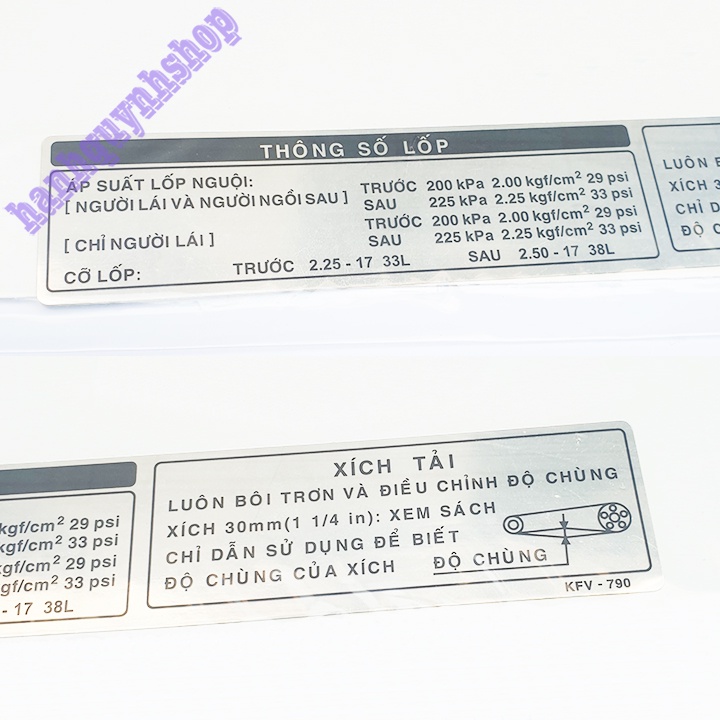 hanhquynhshop
THÔNG SỐ LỐP
ÁP SUẤT LỐP NGUỘI:
[ NGƯỜI LÁI VÀ NGƯỜI NGỒI SAU ] TRƯỚC 200 kPa 2.00 kgf/cm² 29 psi
SAU 225 kPa 2.25 kgf/cm² 33 psi
[ CHỈ NGƯỜI LÁI ] TRƯỚC 200 kPa 2.00 kgf/cm² 29 psi
SAU 225 kPa 2.25 kgf/cm² 33 psi
CỠ LỐP: TRƯỚC 2.25 - 17 33L SAU 2.50 - 17 38L
LUÔN B
XÍCH 3
CHỈ DẪ
ĐỘ C
kgf/cm² 29 psi
kgf/cm² 33 psi
kgf/cm² 29 psi
kgf/cm² 33 psi
- 17 38L
XÍCH TẢI
LUÔN BÔI TRƠN VÀ ĐIỀU CHỈNH ĐỘ CHÙNG
XÍCH 30mm(1 1/4 in): XEM SÁCH
CHỈ DẪN SỬ DỤNG ĐỂ BIẾT
ĐỘ CHÙNG CỦA XÍCH
ĐỘ CHÙNG
KFV - 790